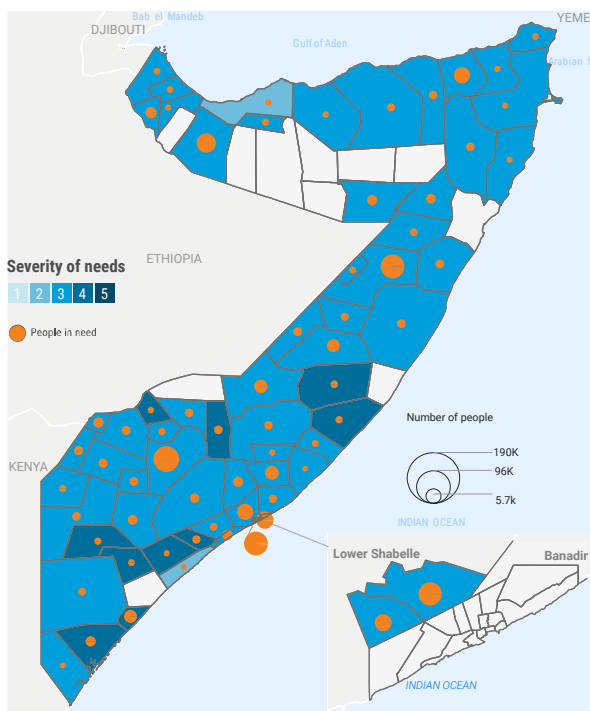 Bab el Mandeb
YEME
DJIBOUTI
Gulf of Aden
Arabian S
ETHIOPIA
Severity of needs
1 2 3 4 5
People in need
Number of people
190K
96K
5.7k
KENYA
INDIAN OCEAN
Lower Shabelle
Banadir
INDIAN OCEAN